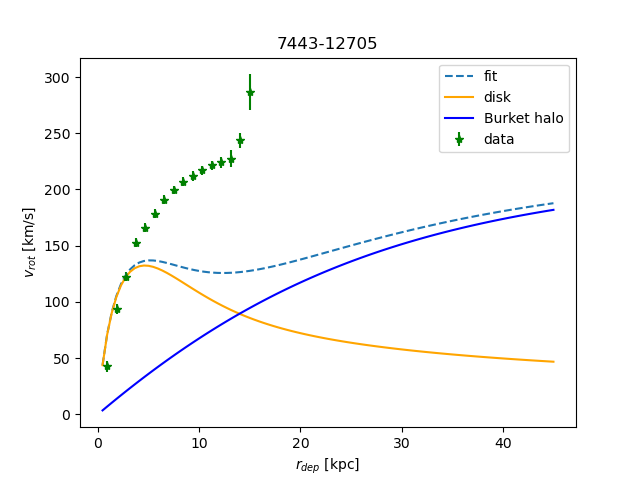 7443-12705
300
250
200
150
100
50
0
v_rot [km/s]
fit
disk
Burket halo
data
0 10 20 30 40
r_dep [kpc]